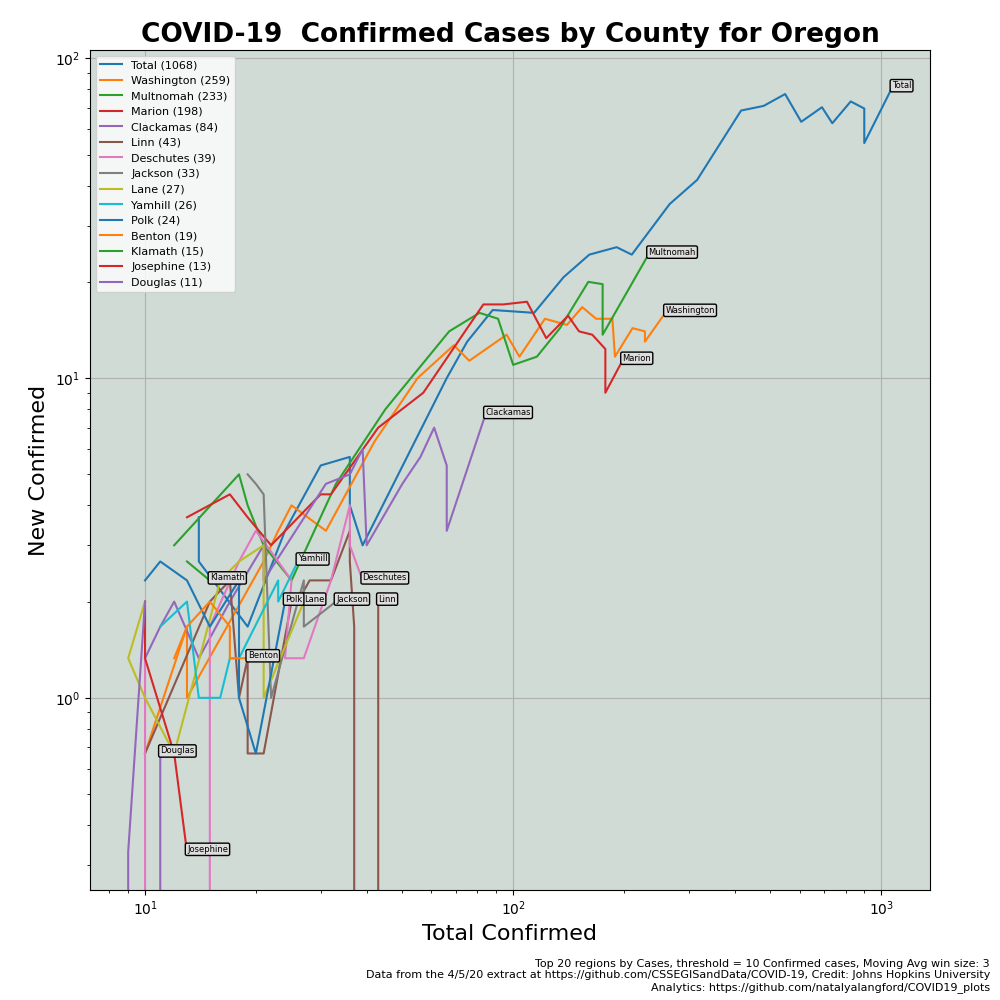 COVID-19  Confirmed Cases by County for Oregon
10²
Total (1068)
Washington (259)
Multnomah (233)
Marion (198)
Clackamas (84)
Linn (43)
Deschutes (39)
Jackson (33)
Lane (27)
Yamhill (26)
Polk (24)
Benton (19)
Klamath (15)
Josephine (13)
Douglas (11)
Total
Multnomah
Washington
Marion
10¹
Clackamas
New Confirmed
Yamhill
Klamath
Deschutes
Polk
Lane
Jackson
Linn
Benton
10⁰
Douglas
Josephine
10¹
10²
10³
Total Confirmed
Top 20 regions by Cases, threshold = 10 Confirmed cases, Moving Avg win size: 3
Data from the 4/5/20 extract at https://github.com/CSSEGISandData/COVID-19, Credit: Johns Hopkins University
Analytics: https://github.com/natalyalangford/COVID19_plots